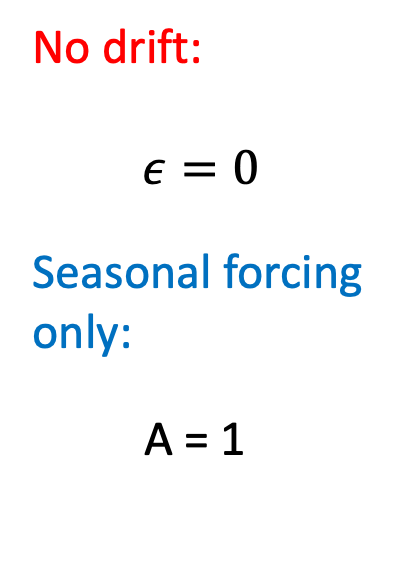 No drift:
ϵ = 0
Seasonal forcing
only:
A = 1